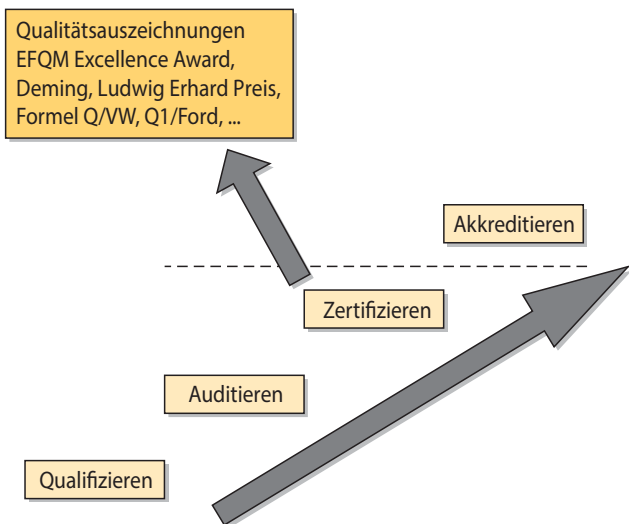 Qualitätsauszeichnungen
EFQM Excellence Award,
Deming, Ludwig Erhard Preis,
Formel Q/VW, Q1/Ford, ...
Akkreditieren
Zertifizieren
Auditieren
Qualifizieren